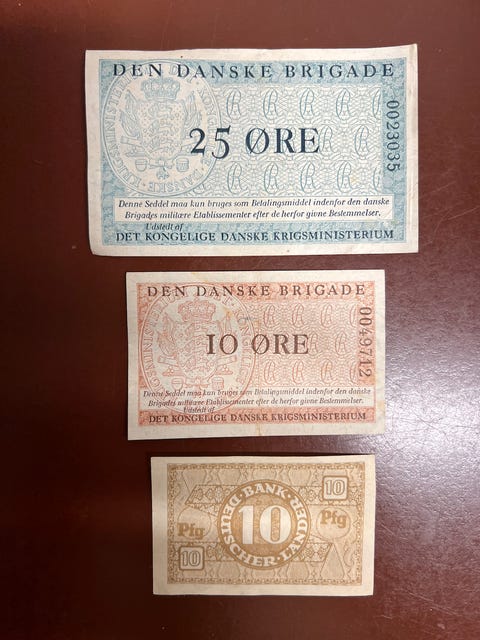 DEN DANSKE BRIGADE
25 ØRE
0023035
Denne Seddel maa kun bruges som Betalingsmiddel indenfor den danske
Brigades militære Etablissementer efter de herfor givne Bestemmelser.
Udstedt af
DET KONGELIGE DANSKE KRIGSMINISTERIUM
DEN DANSKE BRIGADE
10 ØRE
0049712
Denne Seddel maa kun bruges som Betalingsmiddel indenfor den danske
Brigades militære Etablissementer efter de herfor givne Bestemmelser.
Udstedt af
DET KONGELIGE DANSKE KRIGSMINISTERIUM
10
BANK
DEUTSCHER LÄNDER
10
Pfg
Pfg
10